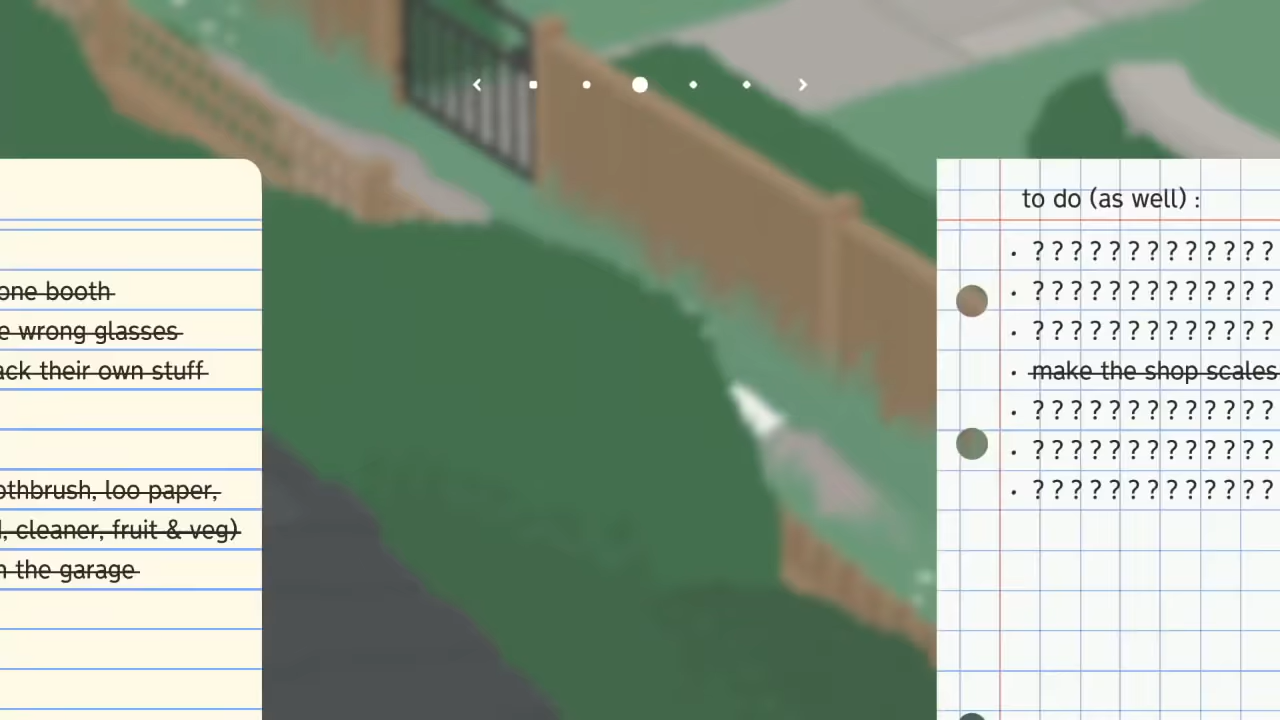 one booth
e wrong glasses
ack their own stuff
othbrush, loo paper,
l, cleaner, fruit & veg)
n the garage
to do (as well) :
• ?????????????
• ?????????????
• ?????????????
• make the shop scales
• ?????????????
• ?????????????
• ?????????????